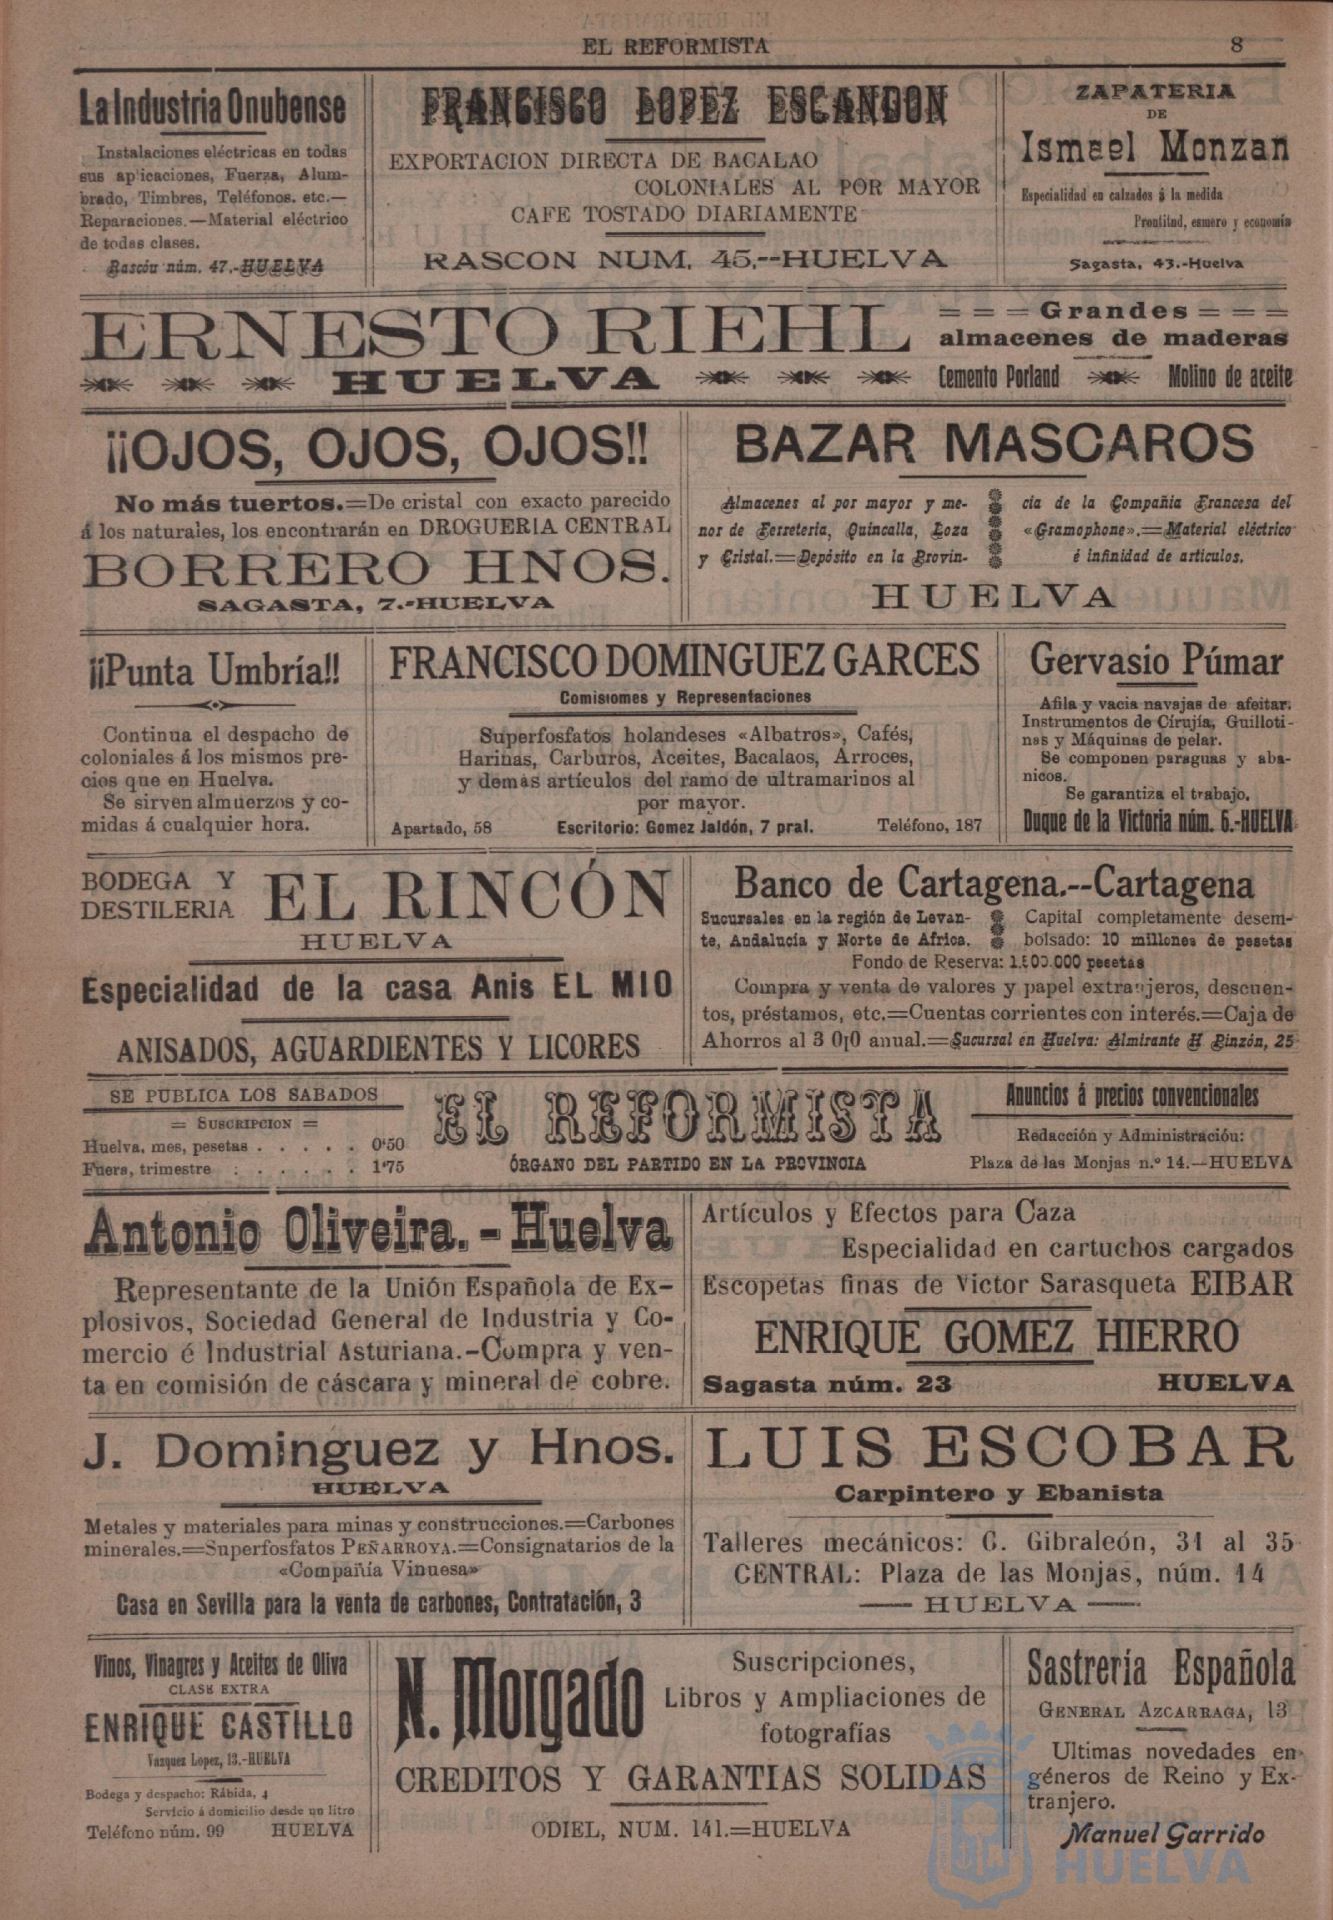 EL REFORMISTA 8
La Industria Onubense
Instalaciones eléctricas en todas
sus aplicaciones, Fuerza, Alum-
brado, Timbres, Teléfonos. etc.—
Reparaciones.—Material eléctrico
de todas clases.
Rascón núm. 47.-HUELVA
FRANCISCO LOPEZ ESCANDON
EXPORTACION DIRECTA DE BACALAO
COLONIALES AL POR MAYOR
CAFE TOSTADO DIARIAMENTE
RASCON NUM. 45,--HUELVA
ZAPATERIA
DE
Ismael Monzan
Especialidad en calzados á la medida
Prontitud, esmero y economía
Sagasta, 43.-Huelva
ERNESTO RIEHL
HUELVA
= = = Grandes = = =
almacenes de maderas
Cemento Porland Molino de aceite
¡¡OJOS, OJOS, OJOS!!
No más tuertos.=De cristal con exacto parecido
á los naturales, los encontrarán en DROGUERIA CENTRAL
BORRERO HNOS.
SAGASTA, 7.-HUELVA
BAZAR MASCAROS
Almacenes al por mayor y me-
nor de Ferreteria, Quincalla, Loza
y Cristal.=Depósito en la Provin-
cia de la Compañia Francesa del
«Gramophone».=Material eléctrico
é infinidad de articulos.
HUELVA
¡¡Punta Umbría!!
Continua el despacho de
coloniales á los mismos pre-
cios que en Huelva.
Se sirven almuerzos y co-
midas á cualquier hora.
FRANCISCO DOMINGUEZ GARCES
Comisiomes y Representaciones
Superfosfatos holandeses «Albatros», Cafés,
Harinas, Carburos, Aceites, Bacalaos, Arroces,
y demás artículos del ramo de ultramarinos al
por mayor.
Apartado, 58 Escritorio: Gomez Jaldón, 7 pral. Teléfono, 187
Gervasio Púmar
Afila y vacia navajas de afeitar.
Instrumentos de Cirujía, Guilloti-
nas y Máquinas de pelar.
Se componen paraguas y aba-
nicos.
Se garantiza el trabajo.
Duque de la Victoria núm. 6.-HUELVA
BODEGA Y
DESTILERIA
EL RINCÓN
HUELVA
Especialidad de la casa Anis EL MIO
ANISADOS, AGUARDIENTES Y LICORES
Banco de Cartagena.--Cartagena
Sucursales en la región de Levan-
te, Andalucía y Norte de Africa.
Capital completamente desem-
bolsado: 10 millones de pesetas
Fondo de Reserva: 1.500.000 pesetas
Compra y venta de valores y papel extranjeros, descuen-
tos, préstamos, etc.=Cuentas corrientes con interés.=Caja de
Ahorros al 3 0¡0 anual.=Sucursal en Huelva: Almirante H Pinzón, 25
SE PUBLICA LOS SABADOS
= SUSCRIPCION =
Huelva, mes, pesetas . . . . . 0'50
Fuera, trimestre . . . . . . 1'75
EL REFORMISTA
ÓRGANO DEL PARTIDO EN LA PROVINCIA
Anuncios á precios convencionales
Redacción y Administración:
Plaza de las Monjas n.º 14.—HUELVA
Antonio Oliveira.-Huelva
Representante de la Unión Española de Ex-
plosivos, Sociedad General de Industria y Co-
mercio é Industrial Asturiana.-Compra y ven-
ta en comisión de cáscara y mineral de cobre.
Artículos y Efectos para Caza
Especialidad en cartuchos cargados
Escopetas finas de Victor Sarasqueta EIBAR
ENRIQUE GOMEZ HIERRO
Sagasta núm. 23 HUELVA
J. Dominguez y Hnos.
HUELVA
Metales y materiales para minas y construcciones.=Carbones
minerales.=Superfosfatos PEÑARROYA.=Consignatarios de la
«Compañía Vinuesa»
Casa en Sevilla para la venta de carbones, Contratación, 3
LUIS ESCOBAR
Carpintero y Ebanista
Talleres mecánicos: C. Gibraleón, 31 al 35
CENTRAL: Plaza de las Monjas, núm. 14
HUELVA
Vinos, Vinagres y Aceites de Oliva
CLASE EXTRA
ENRIQUE CASTILLO
Vazquez Lopez, 13.-HUELVA
Bodega y despacho: Rábida, 4
Servicio á domicilio desde un litro
Teléfono núm. 99 HUELVA
N. Morgado
Suscripciones,
Libros y Ampliaciones de
fotografías
CREDITOS Y GARANTIAS SOLIDAS
ODIEL, NUM. 141.=HUELVA
Sastrería Española
GENERAL AZCARRAGA, 13
Ultimas novedades en
géneros de Reino y Ex-
tranjero.
Manuel Garrido
HUELVA